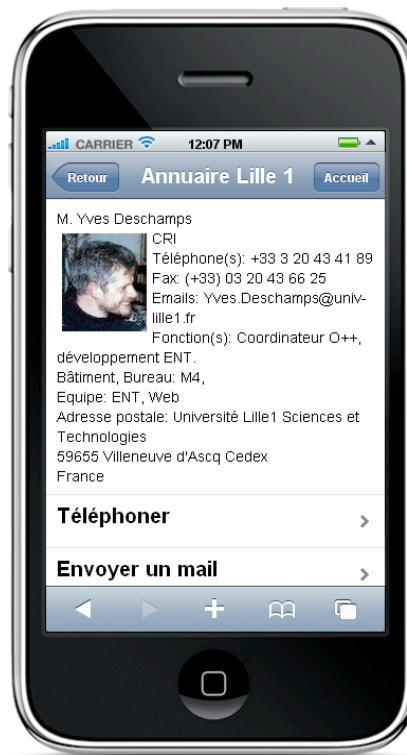 CARRIER 12:07 PM
Retour Annuaire Lille 1 Accueil
M. Yves Deschamps
CRI
Téléphone(s): +33 3 20 43 41 89
Fax: (+33) 03 20 43 66 25
Emails: Yves.Deschamps@univ-
lille1.fr
Fonction(s): Coordinateur O++,
développement ENT.
Bâtiment, Bureau: M4,
Equipe: ENT, Web
Adresse postale: Université Lille1 Sciences et
Technologies
59655 Villeneuve d'Ascq Cedex
France
Téléphoner
Envoyer un mail